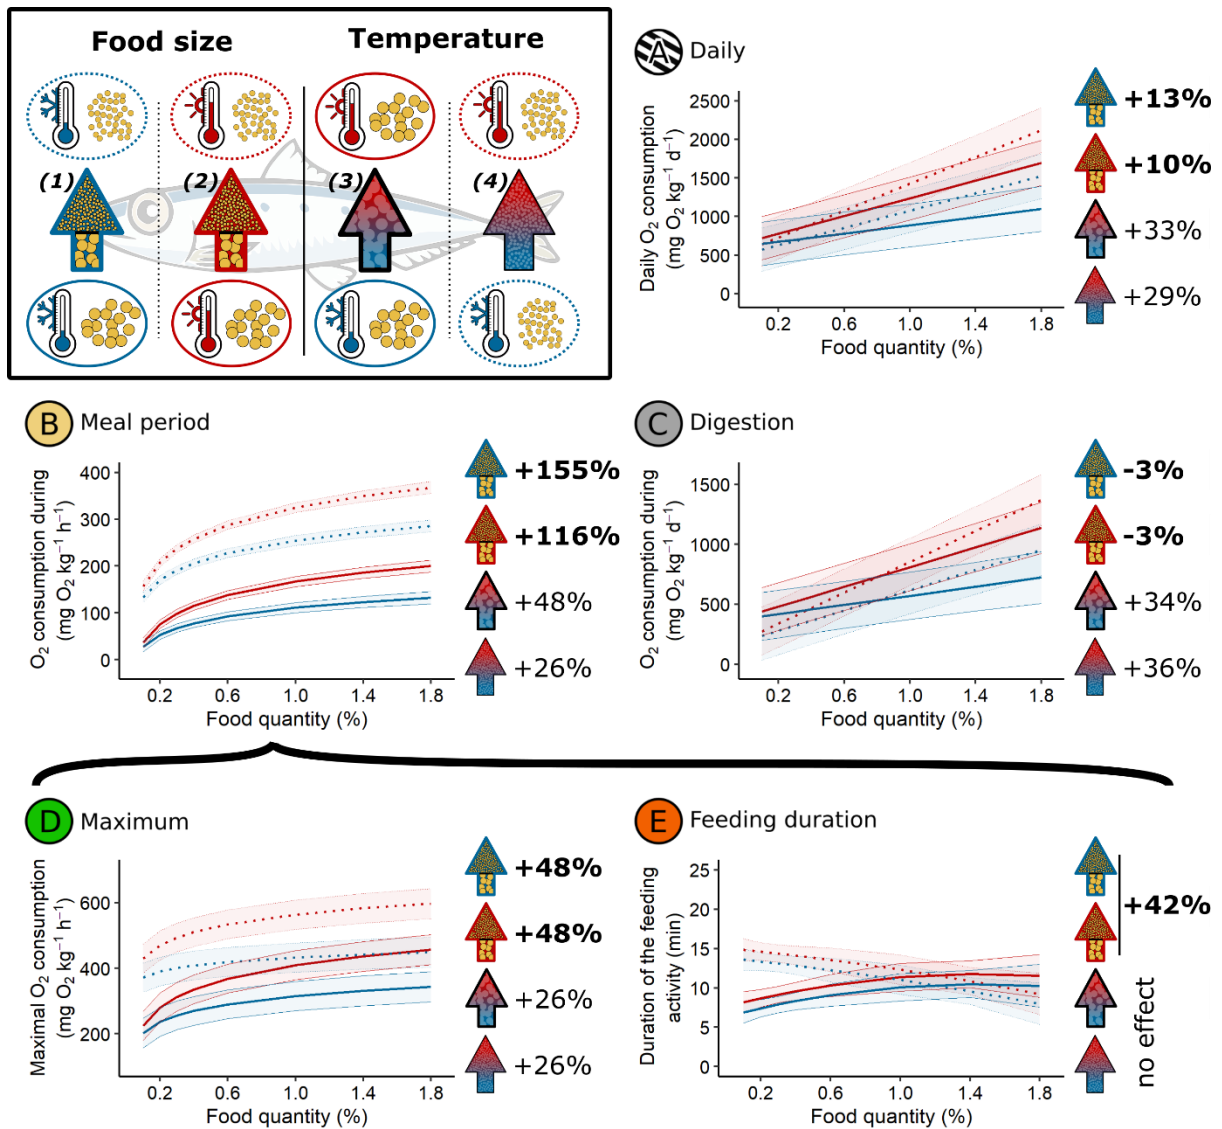 Food size
Temperature
(1)
(2)
(3)
(4)
A
Daily
Daily O₂ consumption
(mg O₂ kg⁻¹ d⁻¹)
2500
2000
1500
1000
500
0
0.2 0.6 1.0 1.4 1.8
Food quantity (%)
+13%
+10%
+33%
+29%
B
Meal period
O₂ consumption during
(mg O₂ kg⁻¹ h⁻¹)
400
300
200
100
0
0.2 0.6 1.0 1.4 1.8
Food quantity (%)
+155%
+116%
+48%
+26%
C
Digestion
O₂ consumption during
(mg O₂ kg⁻¹ d⁻¹)
1500
1000
500
0
0.2 0.6 1.0 1.4 1.8
Food quantity (%)
-3%
-3%
+34%
+36%
D
Maximum
Maximal O₂ consumption
(mg O₂ kg⁻¹ h⁻¹)
600
400
200
0.2 0.6 1.0 1.4 1.8
Food quantity (%)
+48%
+48%
+26%
+26%
E
Feeding duration
Duration of the feeding
activity (min)
25
20
15
10
5
0
0.2 0.6 1.0 1.4 1.8
Food quantity (%)
+42%
no effect